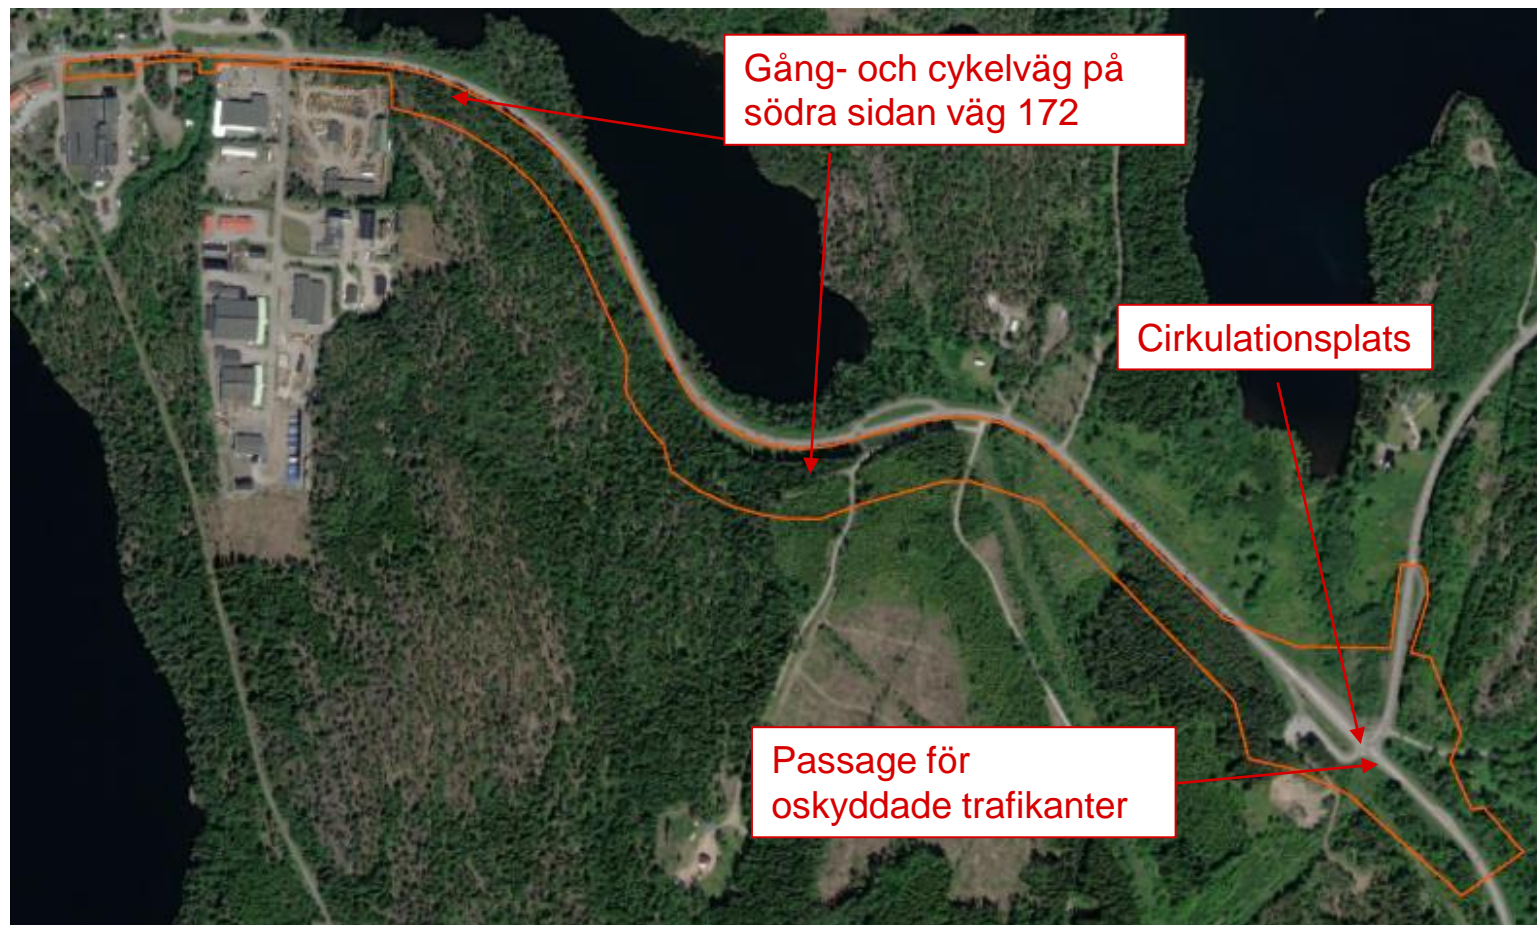 Gång- och cykelväg på
södra sidan väg 172
Cirkulationsplats
Passage för
oskyddade trafikanter